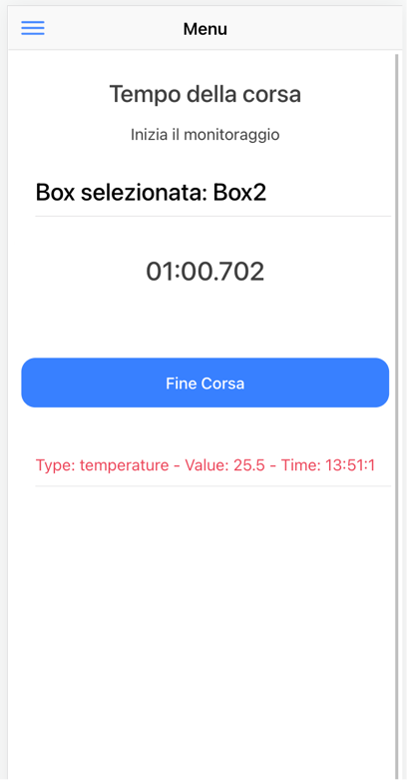 Menu
Tempo della corsa
Inizia il monitoraggio
Box selezionata: Box2
01:00.702
Fine Corsa
Type: temperature - Value: 25.5 - Time: 13:51:1